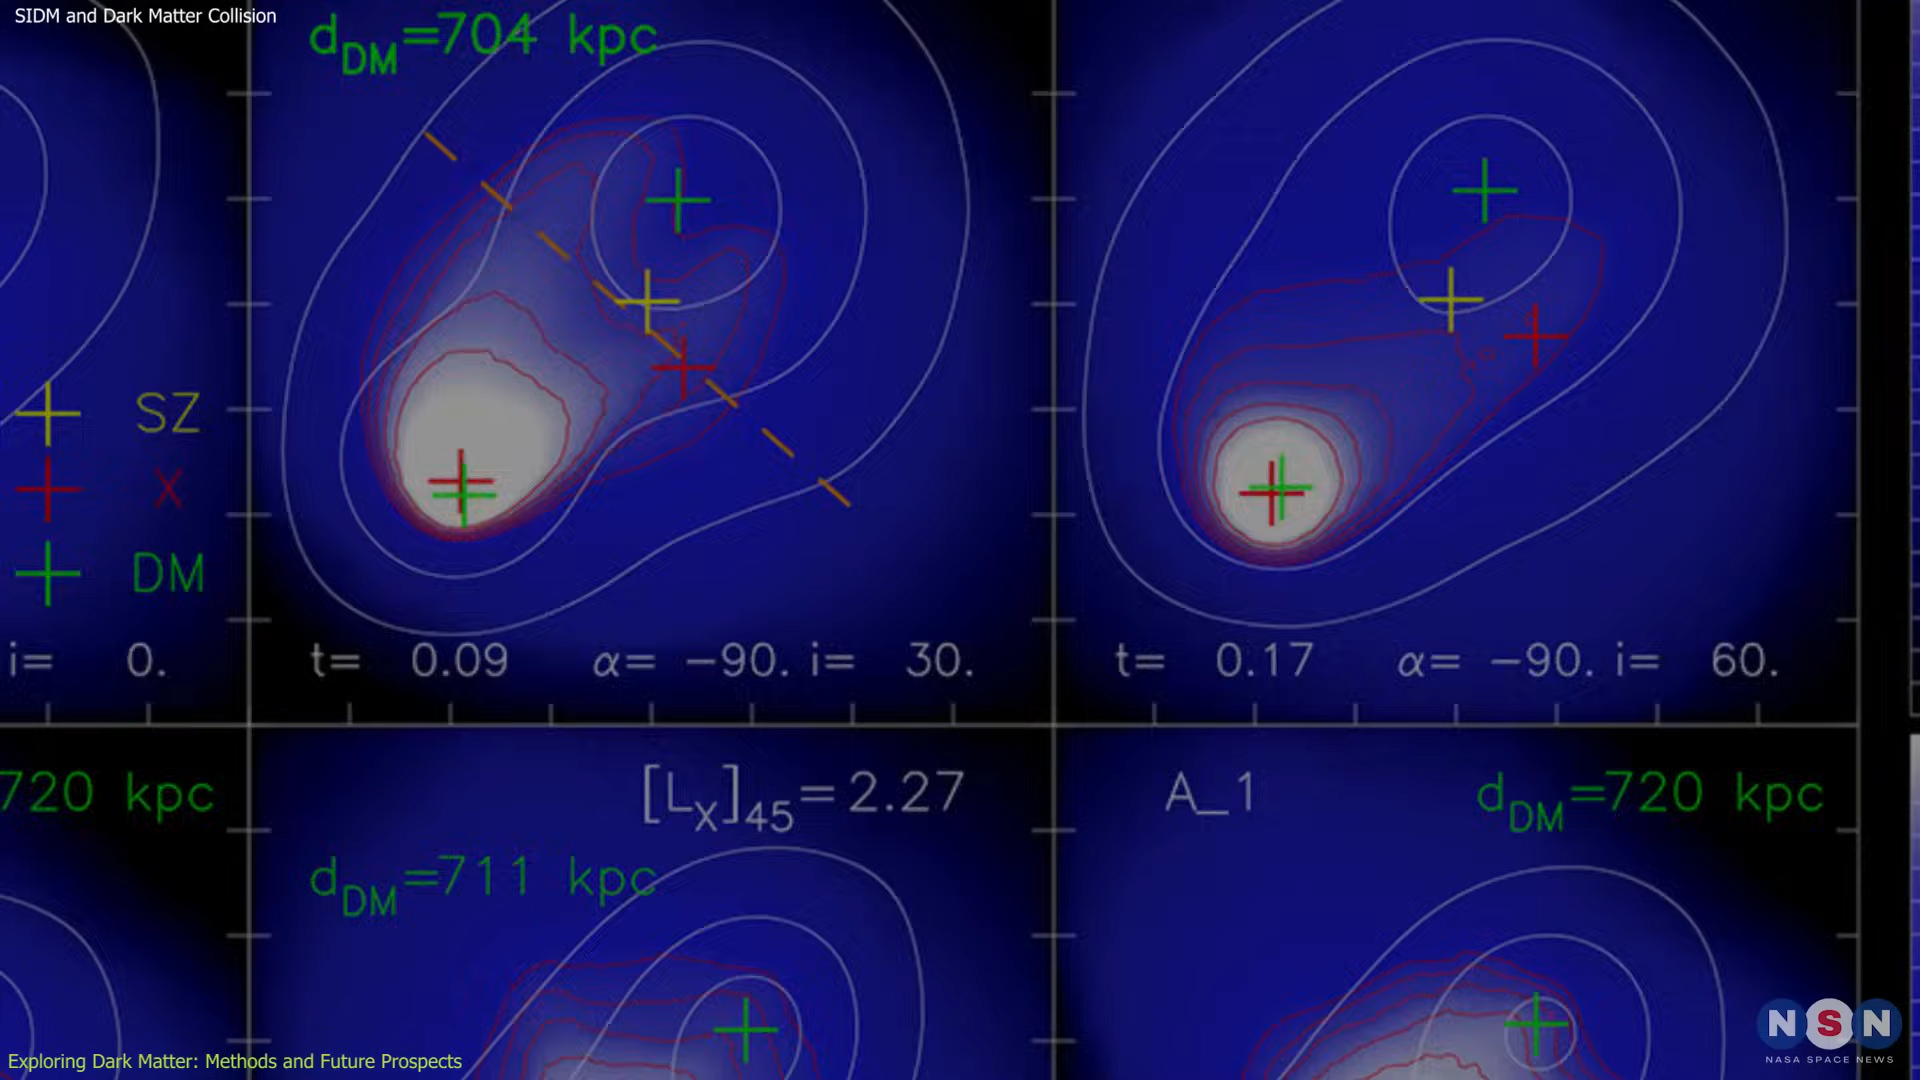 SIDM and Dark Matter Collision
dDM=704 kpc
SZ
X
DM
i= 0.
t= 0.09 α= −90. i= 30.
t= 0.17 α= −90. i= 60.
720 kpc
[LX]45=2.27
A_1
dDM=720 kpc
dDM=711 kpc
NSN
NASA SPACE NEWS
Exploring Dark Matter: Methods and Future Prospects